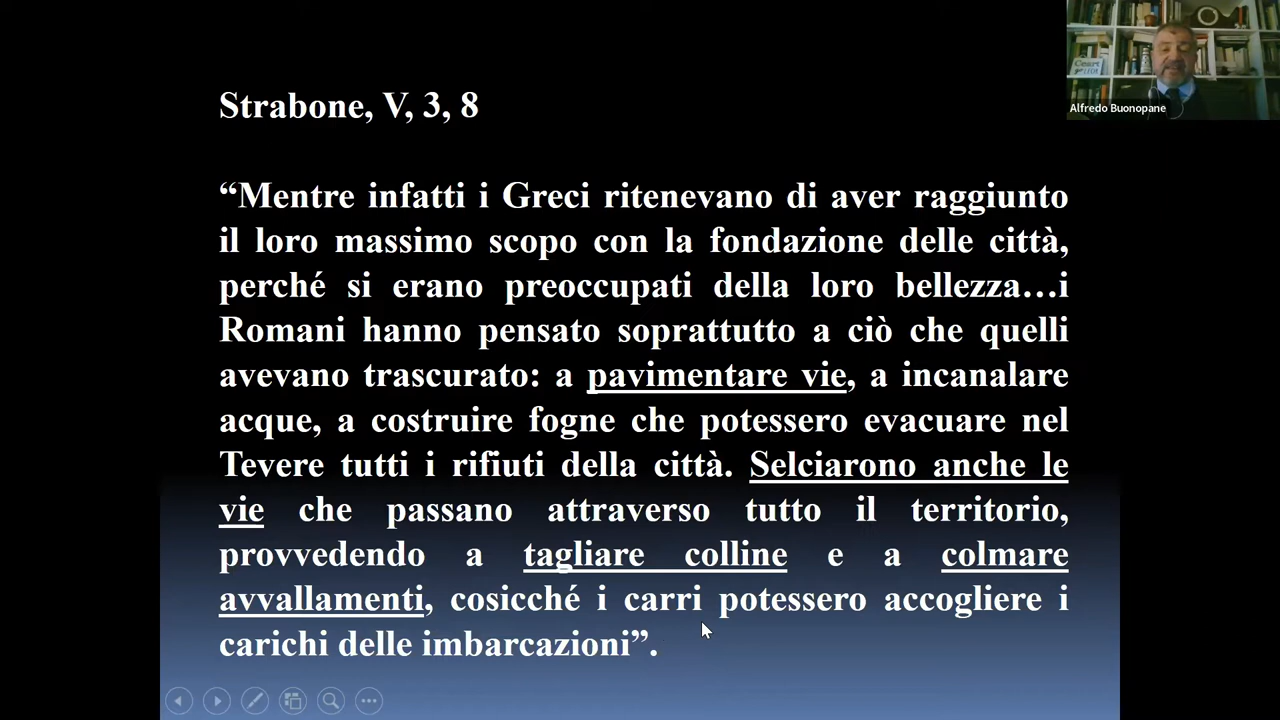 Strabone, V, 3, 8
“Mentre infatti i Greci ritenevano di aver raggiunto
il loro massimo scopo con la fondazione delle città,
perché si erano preoccupati della loro bellezza…i
Romani hanno pensato soprattutto a ciò che quelli
avevano trascurato: a pavimentare vie, a incanalare
acque, a costruire fogne che potessero evacuare nel
Tevere tutti i rifiuti della città. Selciarono anche le
vie che passano attraverso tutto il territorio,
provvedendo a tagliare colline e a colmare
avvallamenti, cosicché i carri potessero accogliere i
carichi delle imbarcazioni”.
Alfredo Buonopane